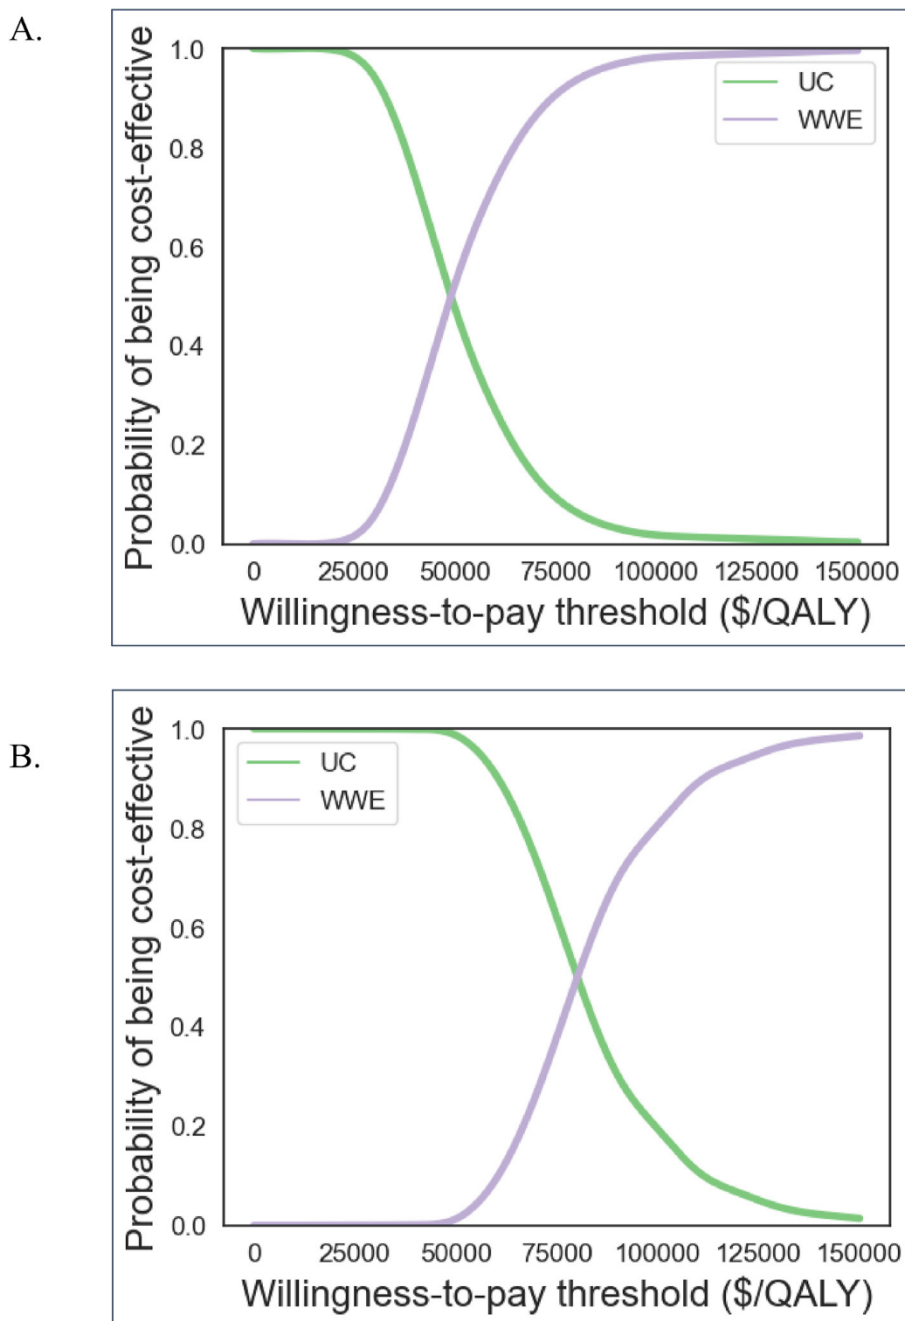 A.
Probability of being cost-effective
1.0
0.8
0.6
0.4
0.2
0.0
UC
WWE
0 25000 50000 75000 100000 125000 150000
Willingness-to-pay threshold ($/QALY)
B.
Probability of being cost-effective
1.0
0.8
0.6
0.4
0.2
0.0
UC
WWE
0 25000 50000 75000 100000 125000 150000
Willingness-to-pay threshold ($/QALY)